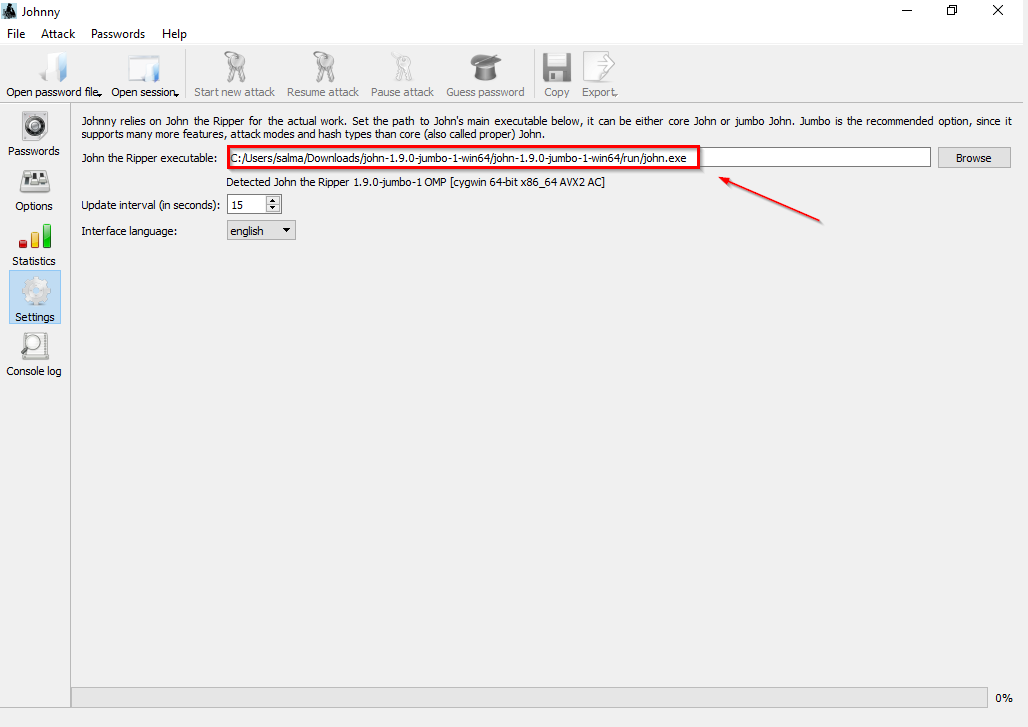 Johnny
File Attack Passwords Help
Open password file Open session Start new attack Resume attack Pause attack Guess password Copy Export
Passwords
Options
Statistics
Settings
Console log
Johnny relies on John the Ripper for the actual work. Set the path to John's main executable below, it can be either core John or jumbo John. Jumbo is the recommended option, since it
supports many more features, attack modes and hash types than core (also called proper) John.
John the Ripper executable: C:/Users/salma/Downloads/john-1.9.0-jumbo-1-win64/john-1.9.0-jumbo-1-win64/run/john.exe Browse
Detected John the Ripper 1.9.0-jumbo-1 OMP [cygwin 64-bit x86_64 AVX2 AC]
Update interval (in seconds): 15
Interface language: english
0%